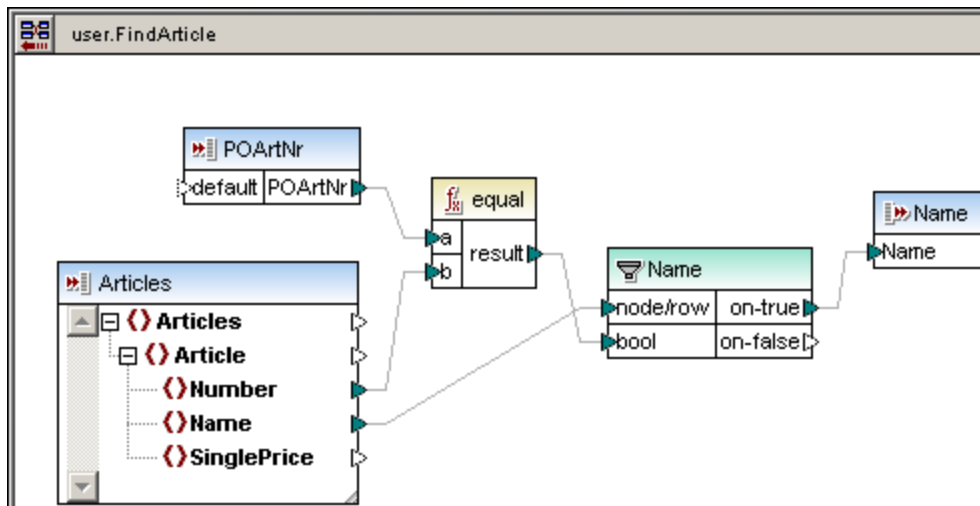 user.FindArticle
POArtNr
default POArtNr
fx equal
a
result
b
Name
Name
Name
node/row on-true
bool on-false
Articles
Articles
Article
Number
Name
SinglePrice